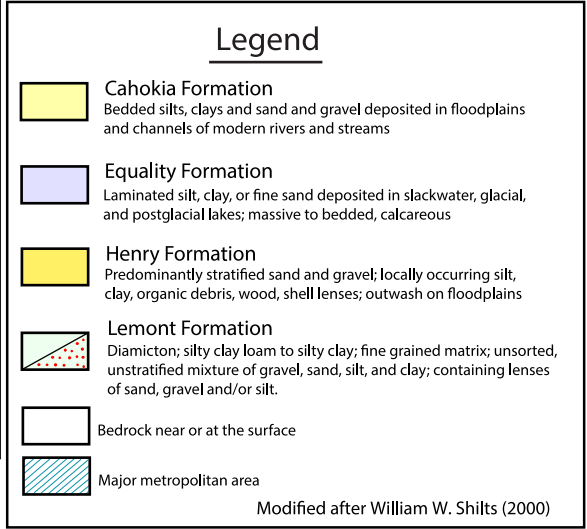 Legend
Cahokia Formation
Bedded silts, clays and sand and gravel deposited in floodplains
and channels of modern rivers and streams
Equality Formation
Laminated silt, clay, or fine sand deposited in slackwater, glacial,
and postglacial lakes; massive to bedded, calcareous
Henry Formation
Predominantly stratified sand and gravel; locally occurring silt,
clay, organic debris, wood, shell lenses; outwash on floodplains
Lemont Formation
Diamicton; silty clay loam to silty clay; fine grained matrix; unsorted,
unstratified mixture of gravel, sand, silt, and clay; containing lenses
of sand, gravel and/or silt.
Bedrock near or at the surface
Major metropolitan area
Modified after William W. Shilts (2000)